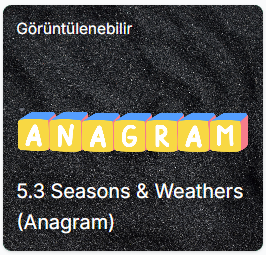 Görüntülenebilir
ANAGRAM
5.3 Seasons & Weathers
(Anagram)